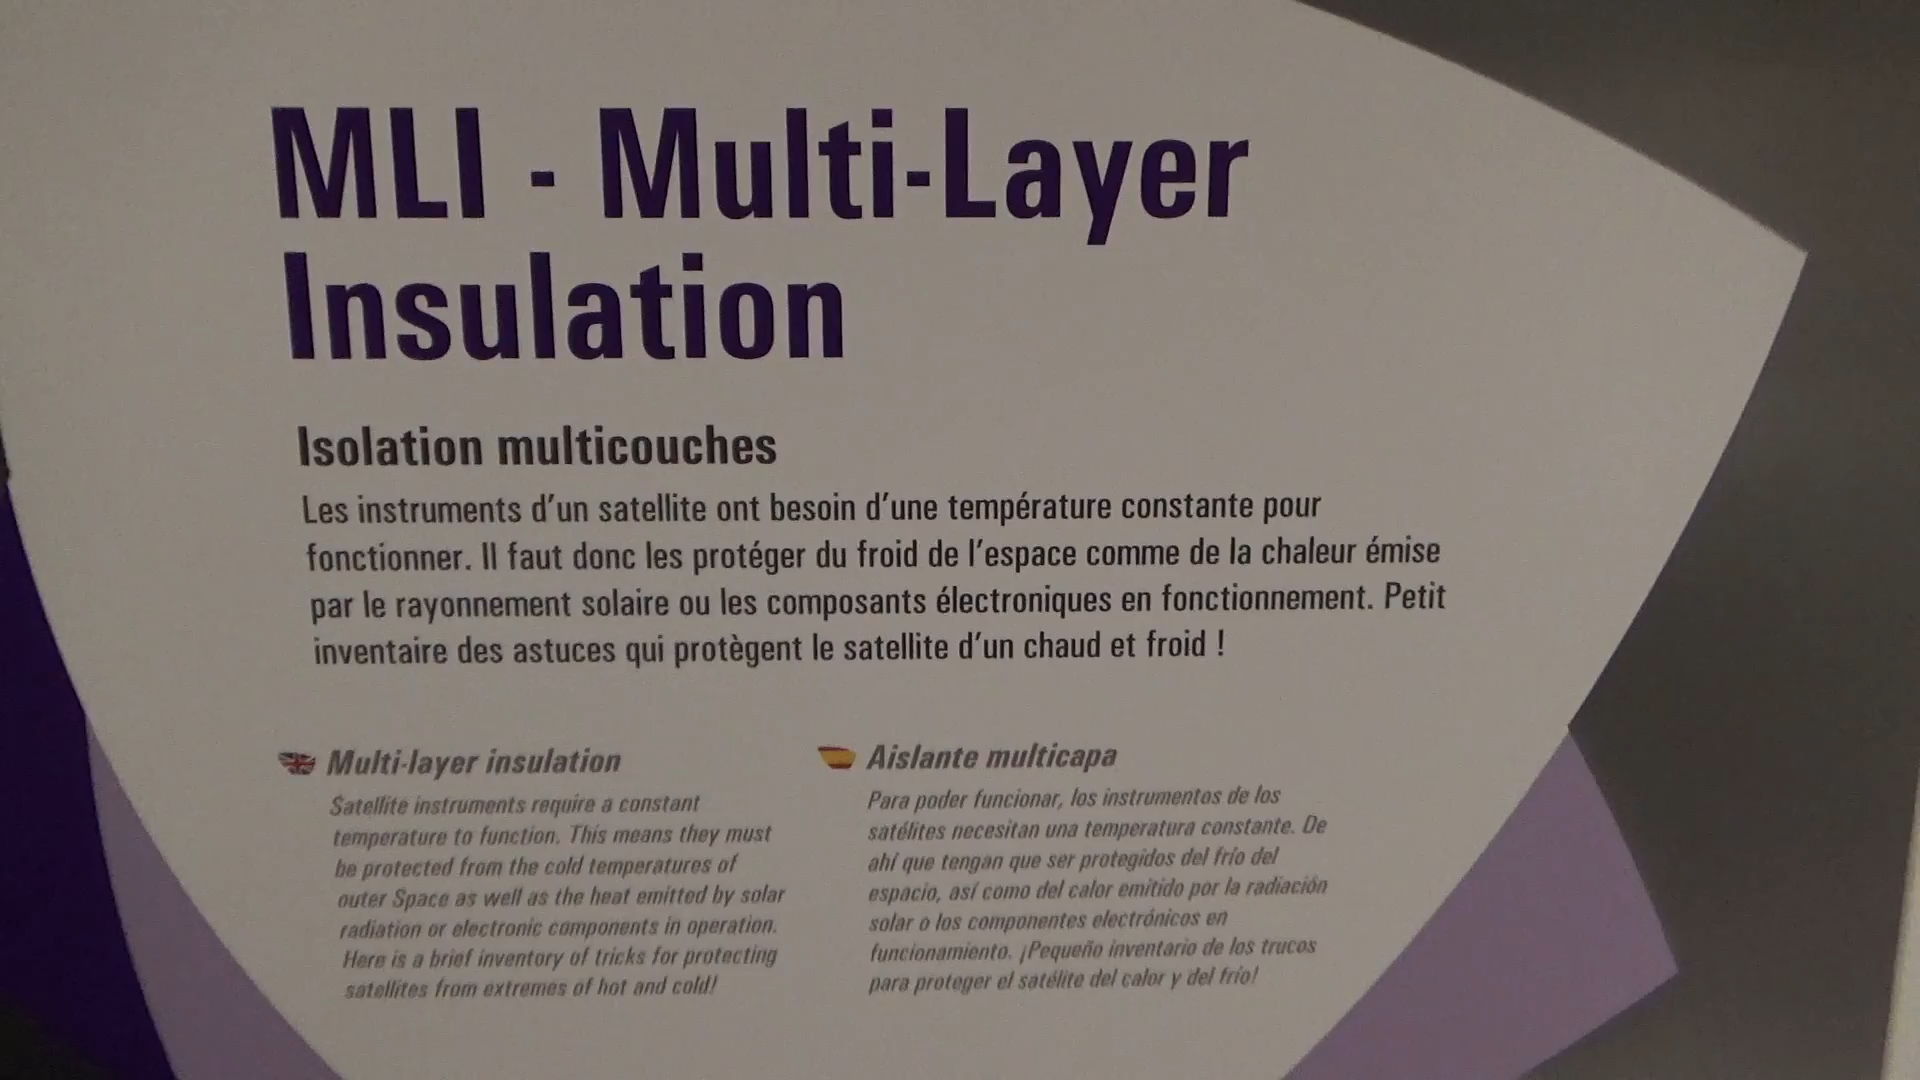 MLI - Multi-Layer
Insulation
Isolation multicouches
Les instruments d'un satellite ont besoin d'une température constante pour
fonctionner. Il faut donc les protéger du froid de l'espace comme de la chaleur émise
par le rayonnement solaire ou les composants électroniques en fonctionnement. Petit
inventaire des astuces qui protègent le satellite d'un chaud et froid !
Multi-layer insulation
Satellite instruments require a constant
temperature to function. This means they must
be protected from the cold temperatures of
outer Space as well as the heat emitted by solar
radiation or electronic components in operation.
Here is a brief inventory of tricks for protecting
satellites from extremes of hot and cold!
Aislante multicapa
Para poder funcionar, los instrumentos de los
satélites necesitan una temperatura constante. De
ahí que tengan que ser protegidos del frío del
espacio, así como del calor emitido por la radiación
solar o los componentes electrónicos en
funcionamiento. ¡Pequeño inventario de los trucos
para proteger el satélite del calor y del frío!